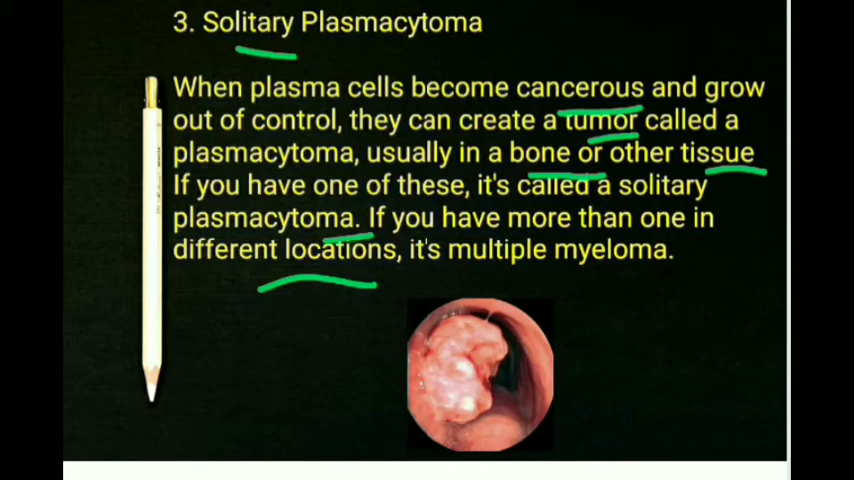 3. Solitary Plasmacytoma
When plasma cells become cancerous and grow
out of control, they can create a tumor called a
plasmacytoma, usually in a bone or other tissue
If you have one of these, it's called a solitary
plasmacytoma. If you have more than one in
different locations, it's multiple myeloma.